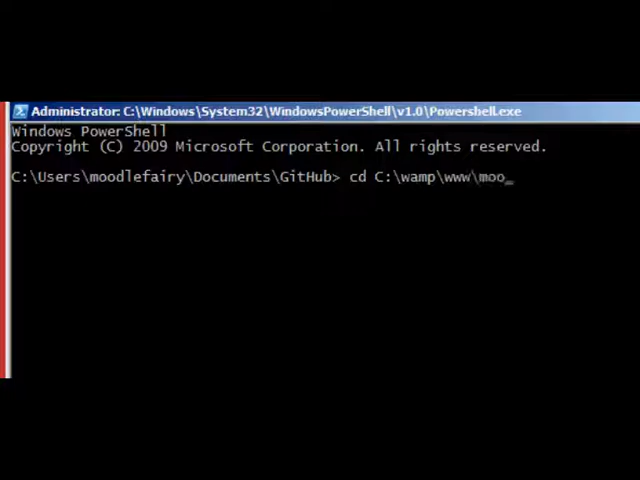 Administrator: C:\Windows\System32\WindowsPowerShell\v1.0\Powershell.exe
Windows PowerShell
Copyright (C) 2009 Microsoft Corporation. All rights reserved.
C:\Users\moodlefairy\Documents\GitHub> cd C:\wamp\www\moo_